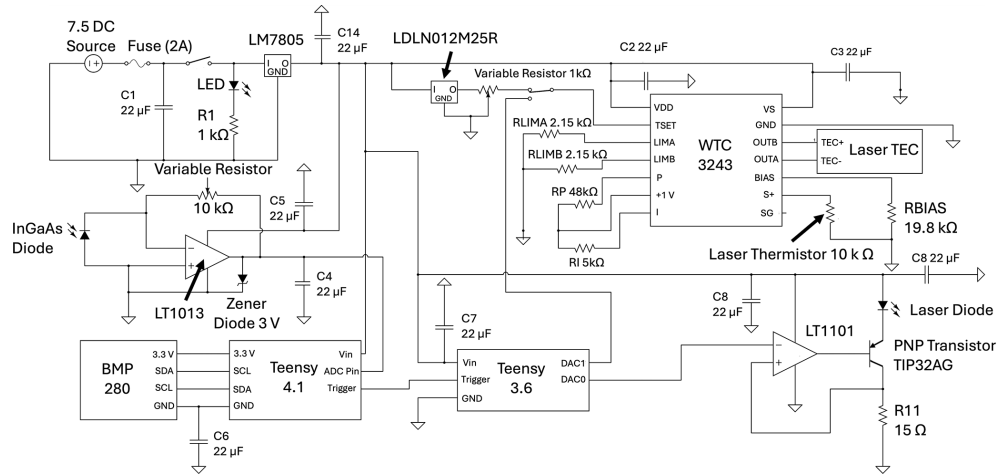 7.5 DC
Source
Fuse (2A)
LM7805
C14
22 µF
LDLN012M25R
C2 22 µF
C3 22 µF
I O
GND
LED
C1
22 µF
R1
1 kΩ
I O
GND
Variable Resistor 1kΩ
VDD
TSET
LIMA
LIMB
P
+1 V
I
WTC
3243
VS
GND
OUTB
OUTA
BIAS
S+
SG
TEC+
TEC-
Laser TEC
RLIMA 2.15 kΩ
RLIMB 2.15 kΩ
RP 48kΩ
RI 5kΩ
RBIAS
19.8 kΩ
Laser Thermistor 10 k Ω
Variable Resistor
10 kΩ
C5
22 µF
InGaAs
Diode
−
+
LT1013
Zener
Diode 3 V
C4
22 µF
C8 22 µF
C8
22 µF
LT1101
−
+
Laser Diode
PNP Transistor
TIP32AG
R11
15 Ω
C7
22 µF
BMP
280
3.3 V
SDA
SCL
GND
3.3 V
SCL
SDA
GND
Teensy
4.1
Vin
ADC Pin
Trigger
Vin
Trigger
GND
Teensy
3.6
DAC1
DAC0
C6
22 µF